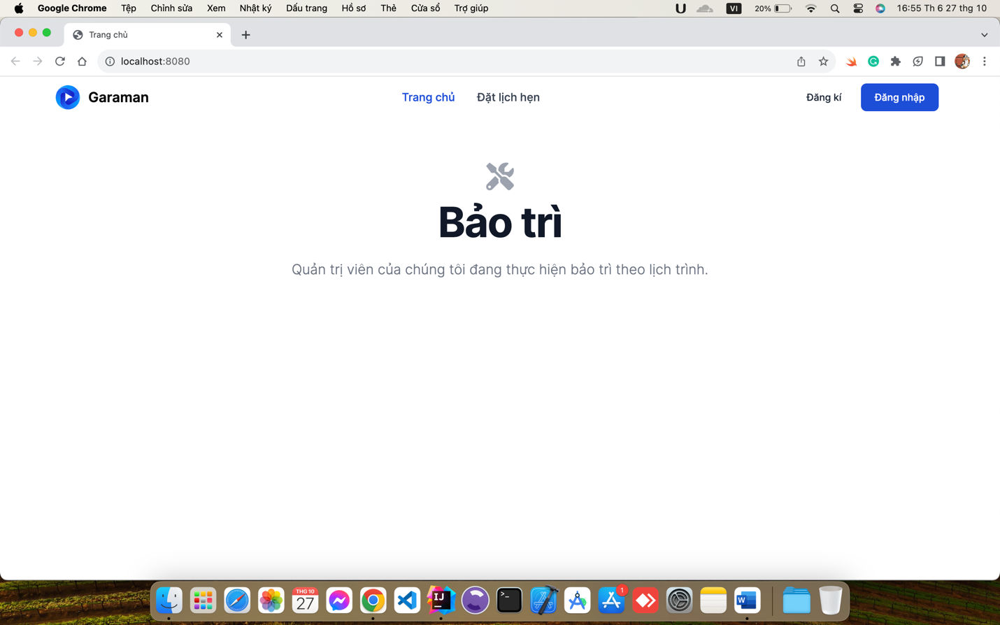 Google Chrome Tệp Chỉnh sửa Xem Nhật ký Dấu trang Hồ sơ Thẻ Cửa sổ Trợ giúp U VI 20% 16:55 Th 6 27 thg 10
Trang chủ
localhost:8080
Garaman Trang chủ Đặt lịch hẹn Đăng kí Đăng nhập
Bảo trì
Quản trị viên của chúng tôi đang thực hiện bảo trì theo lịch trình.
THG 10
27
IJ
>_
1
W